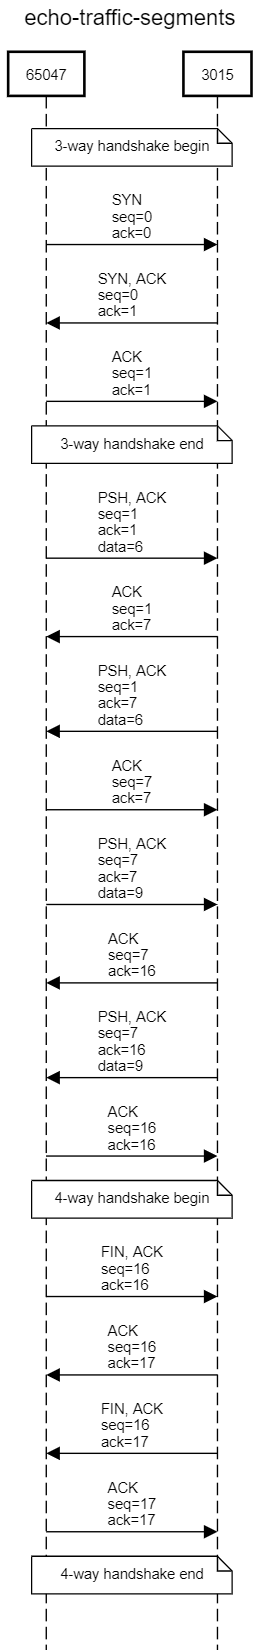 echo-traffic-segments
65047
3015
3-way handshake begin
SYN
seq=0
ack=0
SYN, ACK
seq=0
ack=1
ACK
seq=1
ack=1
3-way handshake end
PSH, ACK
seq=1
ack=1
data=6
ACK
seq=1
ack=7
PSH, ACK
seq=1
ack=7
data=6
ACK
seq=7
ack=7
PSH, ACK
seq=7
ack=7
data=9
ACK
seq=7
ack=16
PSH, ACK
seq=7
ack=16
data=9
ACK
seq=16
ack=16
4-way handshake begin
FIN, ACK
seq=16
ack=16
ACK
seq=16
ack=17
FIN, ACK
seq=16
ack=17
ACK
seq=17
ack=17
4-way handshake end